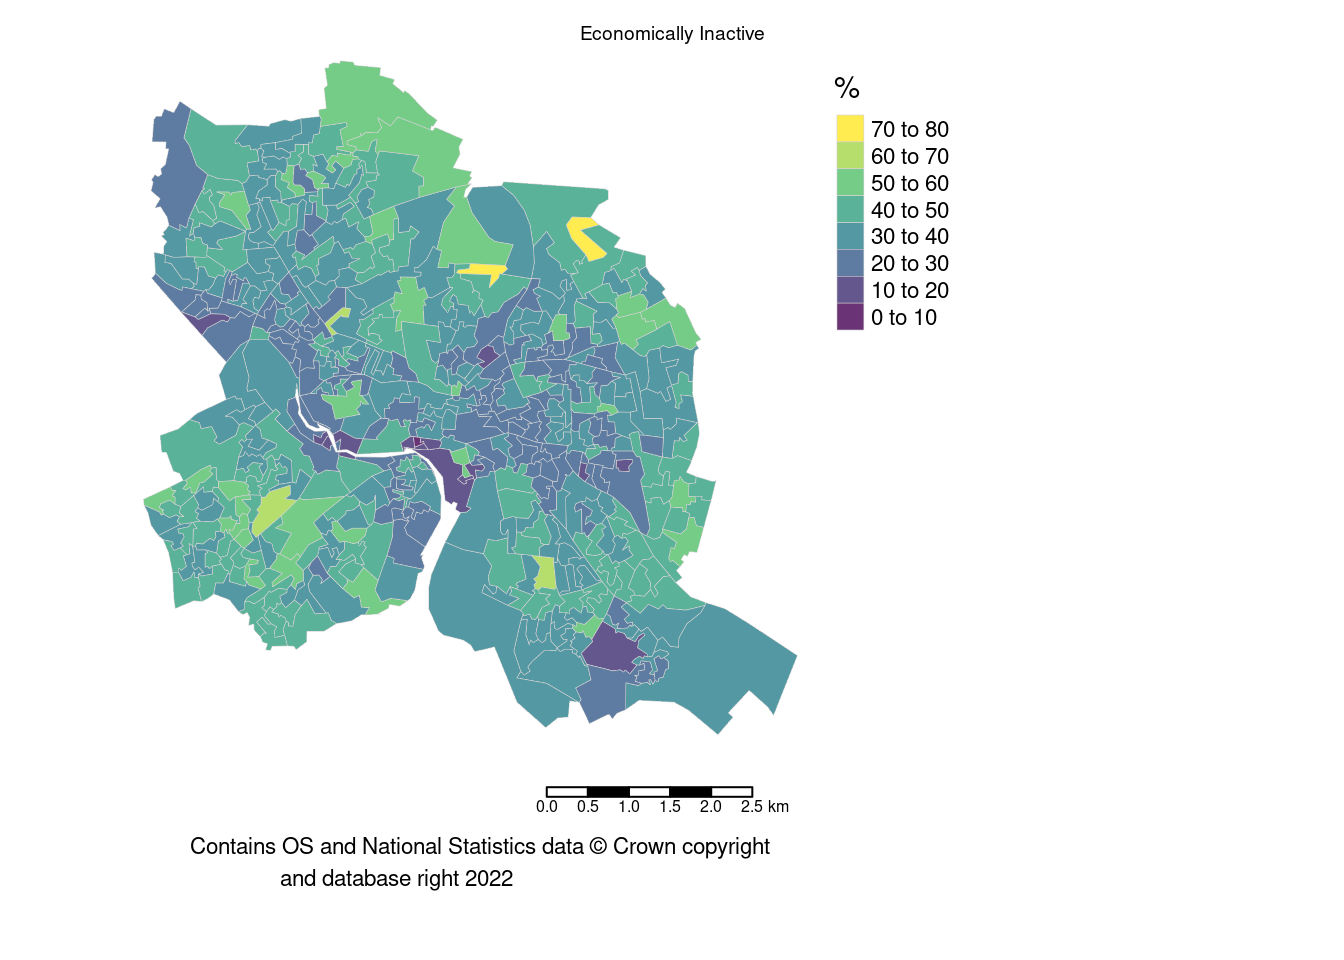 Economically Inactive
%
70 to 80
60 to 70
50 to 60
40 to 50
30 to 40
20 to 30
10 to 20
0 to 10
0.0 0.5 1.0 1.5 2.0 2.5 km
Contains OS and National Statistics data © Crown copyright
and database right 2022